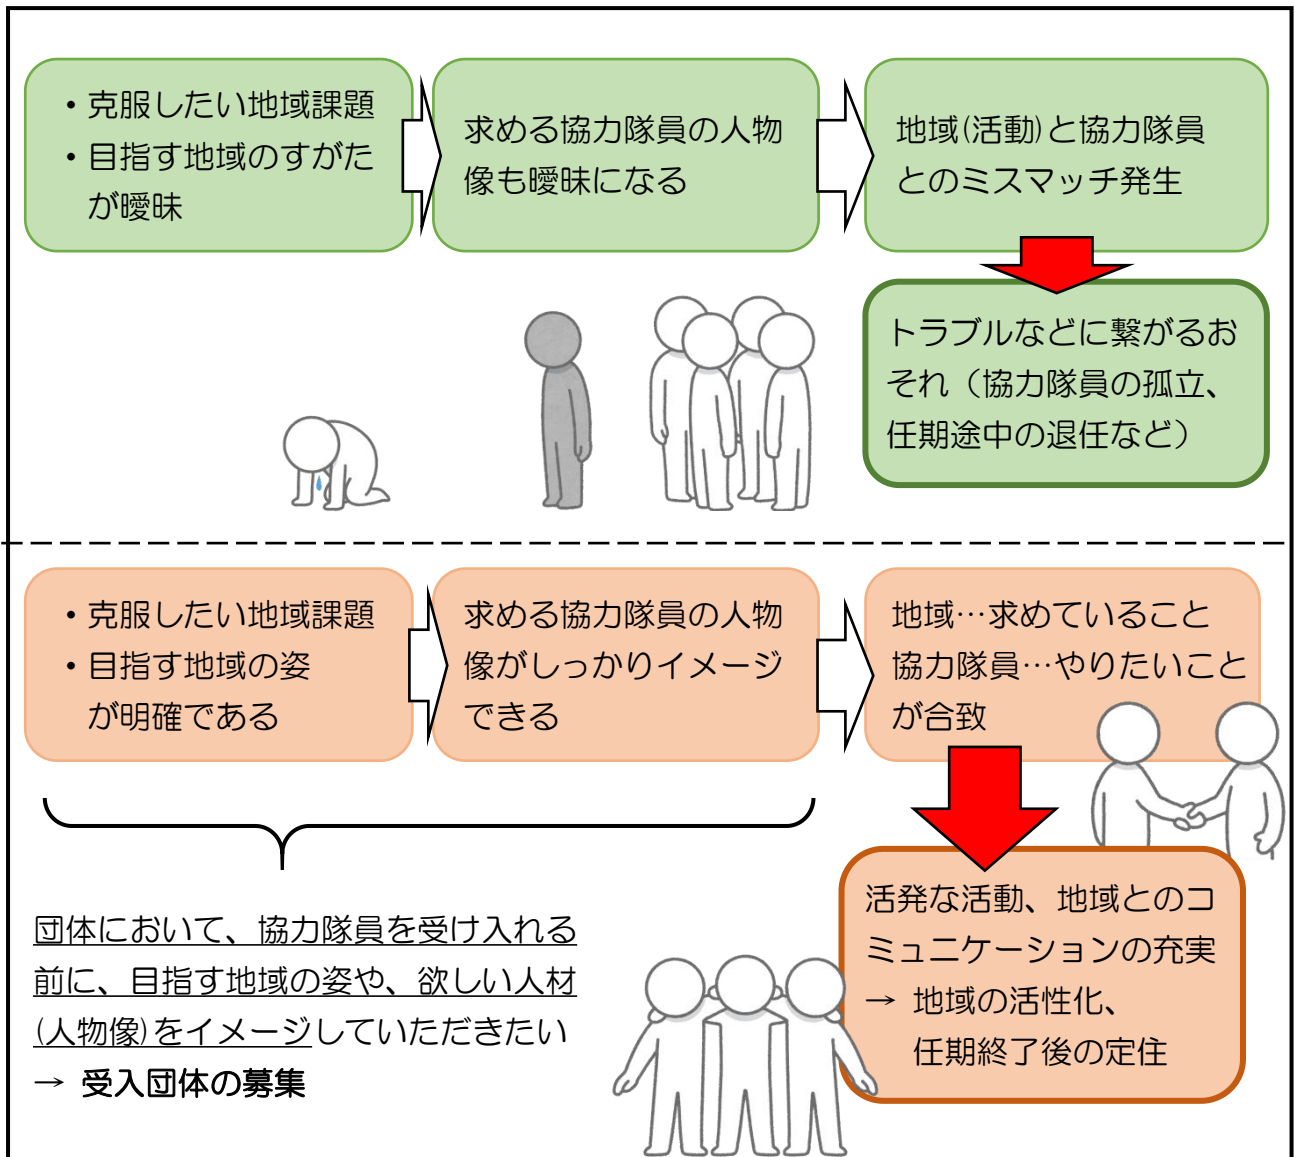 ・克服したい地域課題
・目指す地域のすがた
が曖昧
求める協力隊員の人物
像も曖昧になる
地域(活動)と協力隊員
とのミスマッチ発生
トラブルなどに繋がるお
それ（協力隊員の孤立、
任期途中の退任など）
・克服したい地域課題
・目指す地域の姿
が明確である
求める協力隊員の人物
像がしっかりイメージ
できる
地域…求めていること
協力隊員…やりたいこと
が合致
団体において、協力隊員を受け入れる
前に、目指す地域の姿や、欲しい人材
(人物像)をイメージしていただきたい
→ 受入団体の募集
活発な活動、地域とのコ
ミュニケーションの充実
→ 地域の活性化、
任期終了後の定住